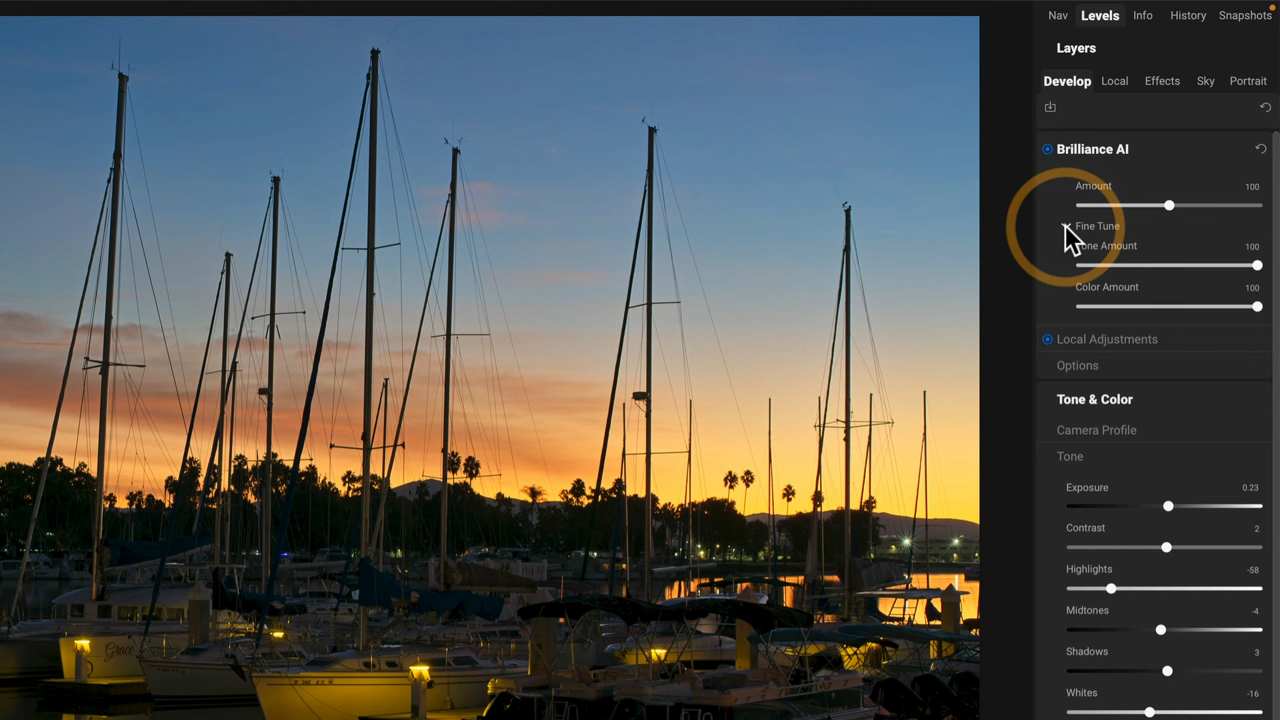 Nav Levels Info History Snapshots
Layers
Develop Local Effects Sky Portrait
Brilliance AI
Amount 100
Fine Tune
Tone Amount 100
Color Amount 100
Local Adjustments
Options
Tone & Color
Camera Profile
Tone
Exposure 0.23
Contrast 2
Highlights -58
Midtones -4
Shadows 3
Whites -16
Grace